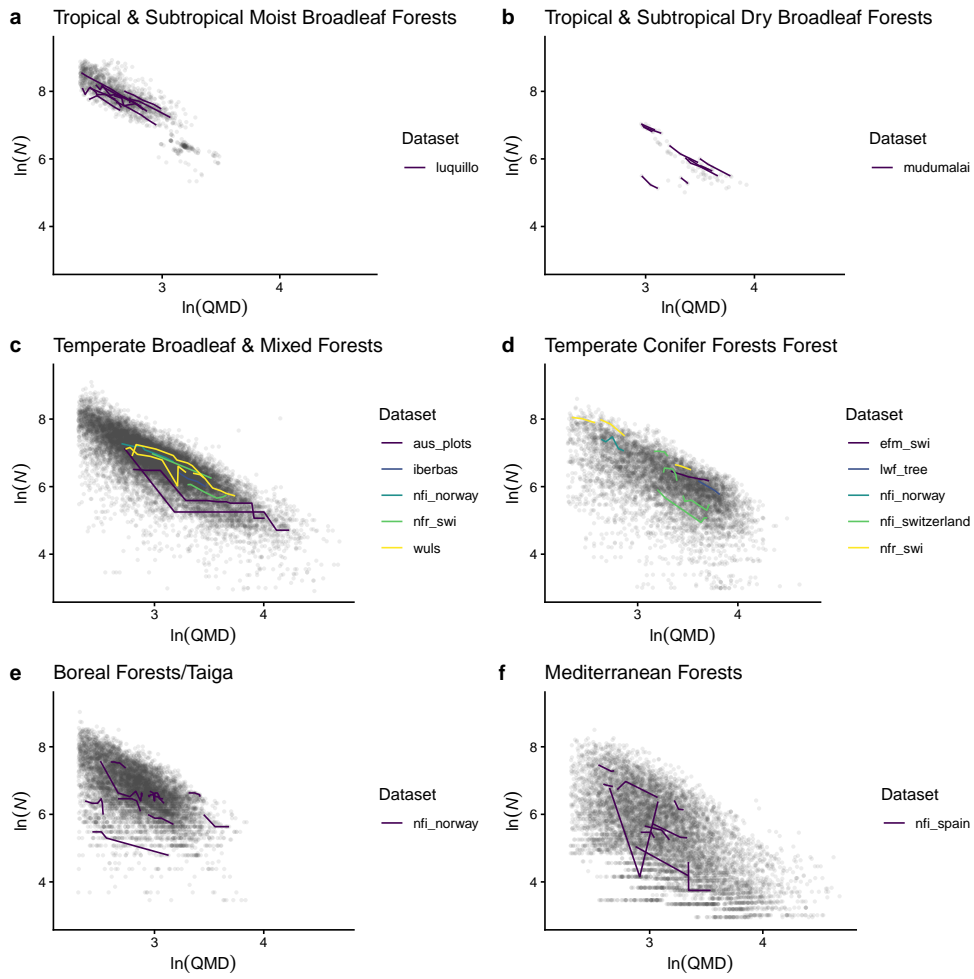 a Tropical & Subtropical Moist Broadleaf Forests
8
6
4
ln(N)
3 4
ln(QMD)
Dataset
luquillo
b Tropical & Subtropical Dry Broadleaf Forests
8
6
4
ln(N)
3 4
ln(QMD)
Dataset
mudumalai
c Temperate Broadleaf & Mixed Forests
8
6
4
ln(N)
3 4
ln(QMD)
Dataset
aus_plots
iberbas
nfi_norway
nfr_swi
wuls
d Temperate Conifer Forests Forest
8
6
4
ln(N)
3 4
ln(QMD)
Dataset
efm_swi
lwf_tree
nfi_norway
nfi_switzerland
nfr_swi
e Boreal Forests/Taiga
8
6
4
ln(N)
3 4
ln(QMD)
Dataset
nfi_norway
f Mediterranean Forests
8
6
4
ln(N)
3 4
ln(QMD)
Dataset
nfi_spain